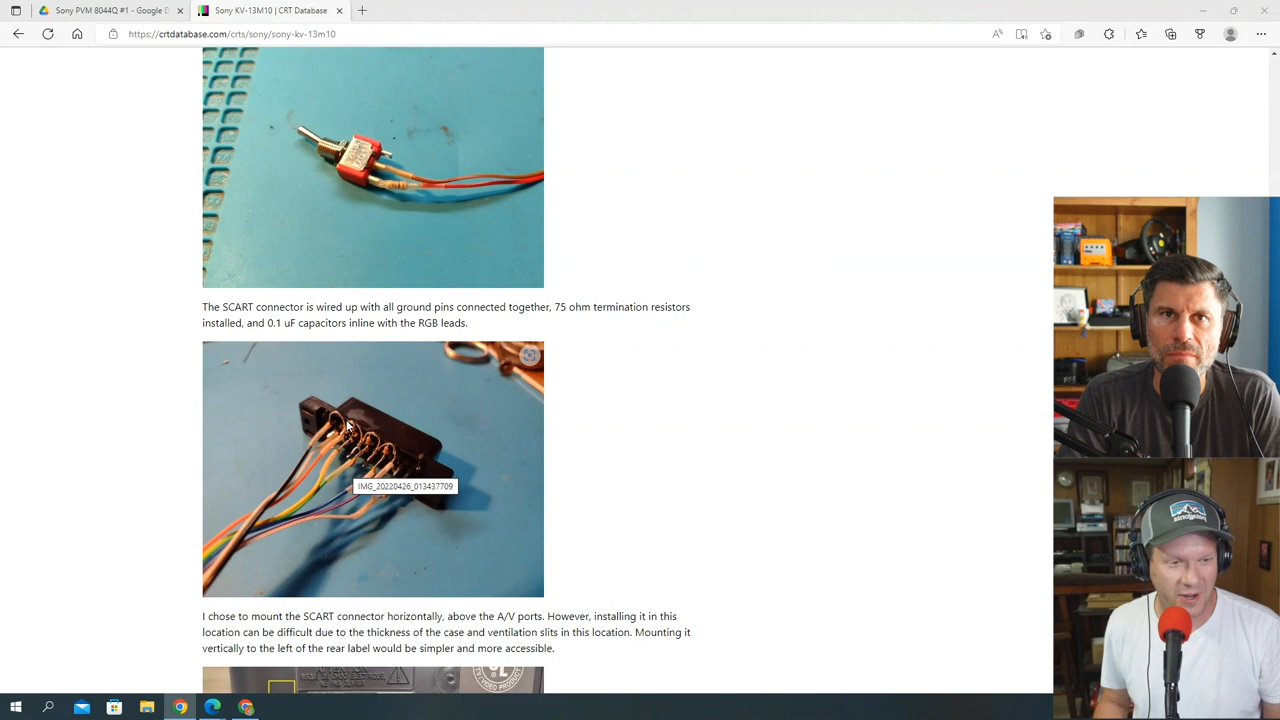 Sony PVM 8044Q #1 - Google D
Sony KV-13M10 | CRT Database
https://crtdatabase.com/crts/sony/sony-kv-13m10
The SCART connector is wired up with all ground pins connected together, 75 ohm termination resistors
installed, and 0.1 uF capacitors inline with the RGB leads.
IMG_20220426_013437709
I chose to mount the SCART connector horizontally, above the A/V ports. However, installing it in this
location can be difficult due to the thickness of the case and ventilation slits in this location. Mounting it
vertically to the left of the rear label would be simpler and more accessible.